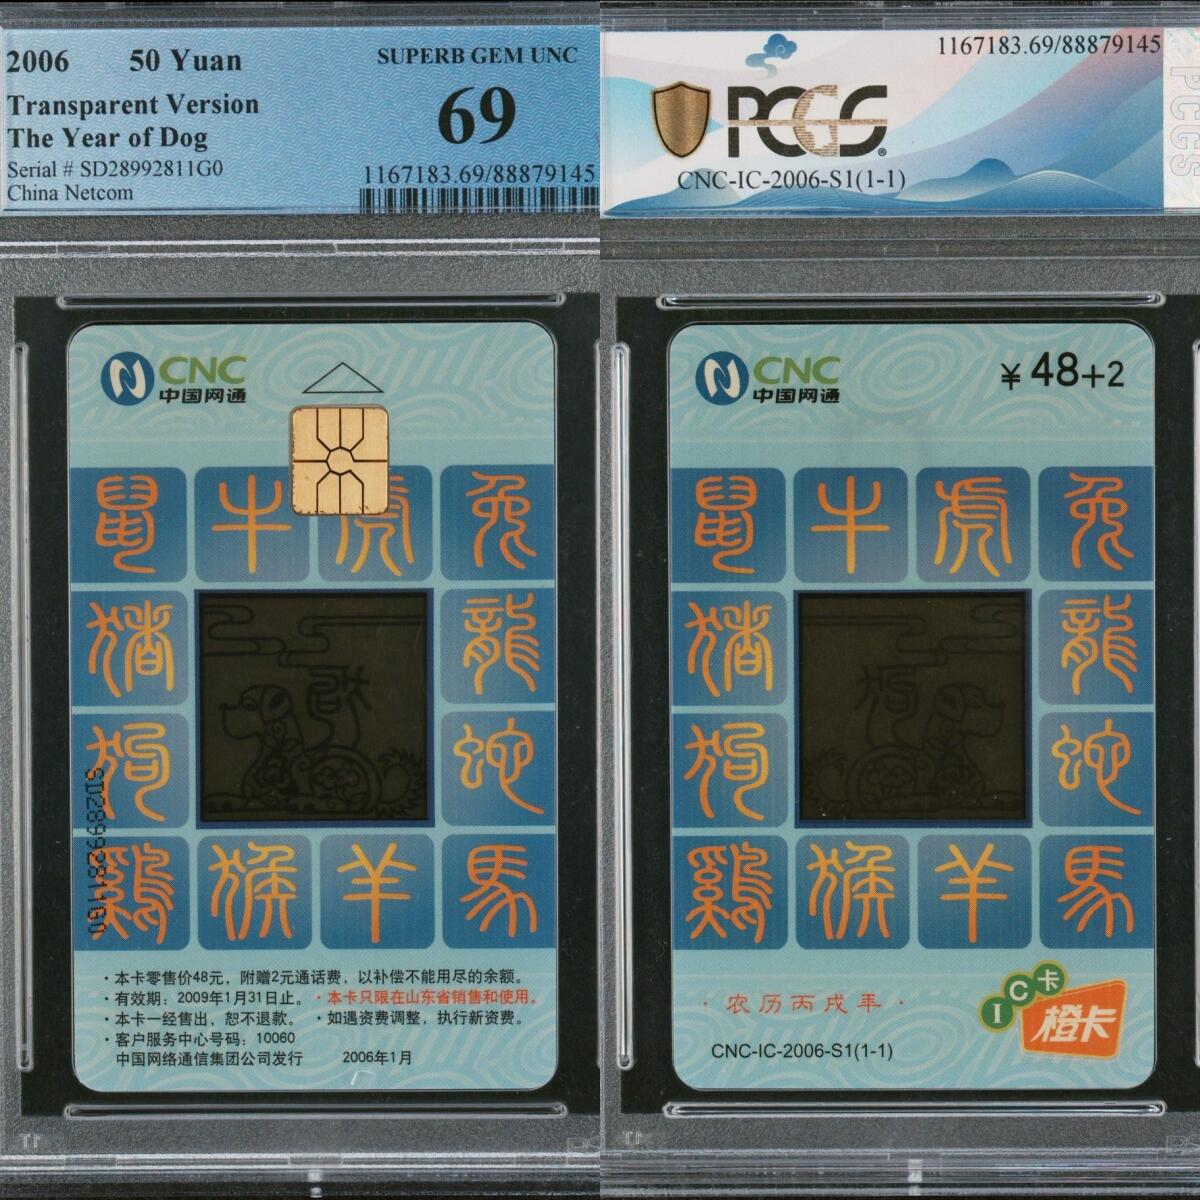 2006 50 Yuan
SUPERB GEM UNC
Transparent Version
69
The Year of Dog
Serial # SD28992811G0
1167183.69/88879145
China Netcom
CNC
中国网通
鼠 牛 虎 兔
猪 龍
狗 蛇
SD28992811G0
鷄 猴 羊 馬
·本卡零售价48元，附赠2元通话费，以补偿不能用尽的余额。
·有效期：2009年1月31日止。·本卡只限在山东省销售和使用。
·本卡一经售出，恕不退款。·如遇资费调整，执行新资费。
·客户服务中心号码：10060
中国网络通信集团公司发行 2006年1月
1167183.69/88879145
PCGS
PCGS
CNC-IC-2006-S1(1-1)
CNC
中国网通
¥48+2
鼠 牛 虎 兔
猪 龍
狗
狗 蛇
鷄 猴 羊 馬
·农历丙戌年·
IC卡
橙卡
CNC-IC-2006-S1(1-1)